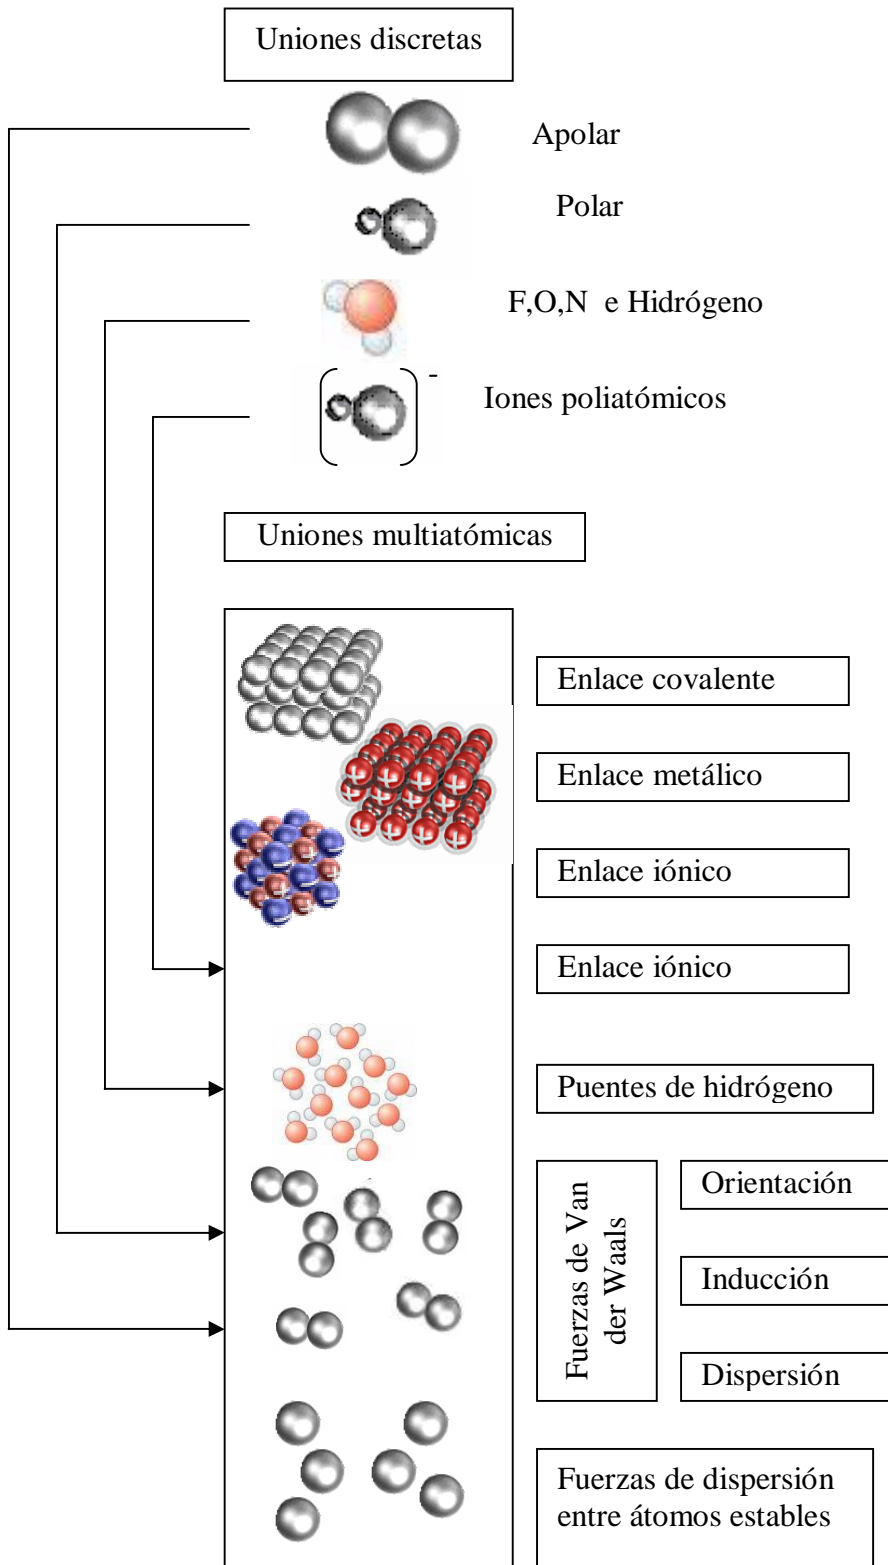 Uniones discretas
Apolar
Polar
F,O,N e Hidrógeno
-
Iones poliatómicos
Uniones multiatómicas
Enlace covalente
Enlace metálico
Enlace iónico
Enlace iónico
Puentes de hidrógeno
Fuerzas de Van
der Waals
Orientación
Inducción
Dispersión
Fuerzas de dispersión
entre átomos estables